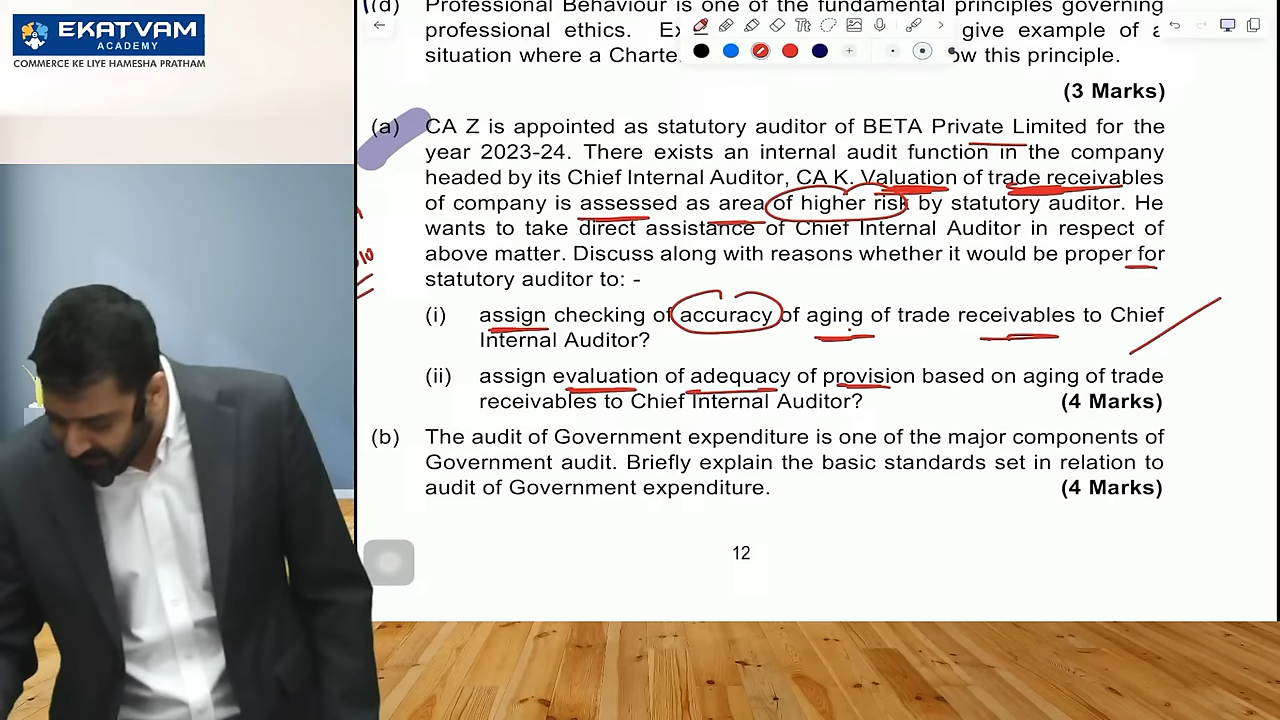 EKATVAM
ACADEMY
COMMERCE KE LIYE HAMESHA PRATHAM
(d) Professional Behaviour is one of the fundamental principles governing
professional ethics. give example of a
situation where a Charte this principle.
(3 Marks)
(a) CA Z is appointed as statutory auditor of BETA Private Limited for the
year 2023-24. There exists an internal audit function in the company
headed by its Chief Internal Auditor, CA K. Valuation of trade receivables
of company is assessed as area of higher risk by statutory auditor. He
wants to take direct assistance of Chief Internal Auditor in respect of
above matter. Discuss along with reasons whether it would be proper for
statutory auditor to: -
(i) assign checking of accuracy of aging of trade receivables to Chief
Internal Auditor?
(ii) assign evaluation of adequacy of provision based on aging of trade
receivables to Chief Internal Auditor? (4 Marks)
(b) The audit of Government expenditure is one of the major components of
Government audit. Briefly explain the basic standards set in relation to
audit of Government expenditure. (4 Marks)
12